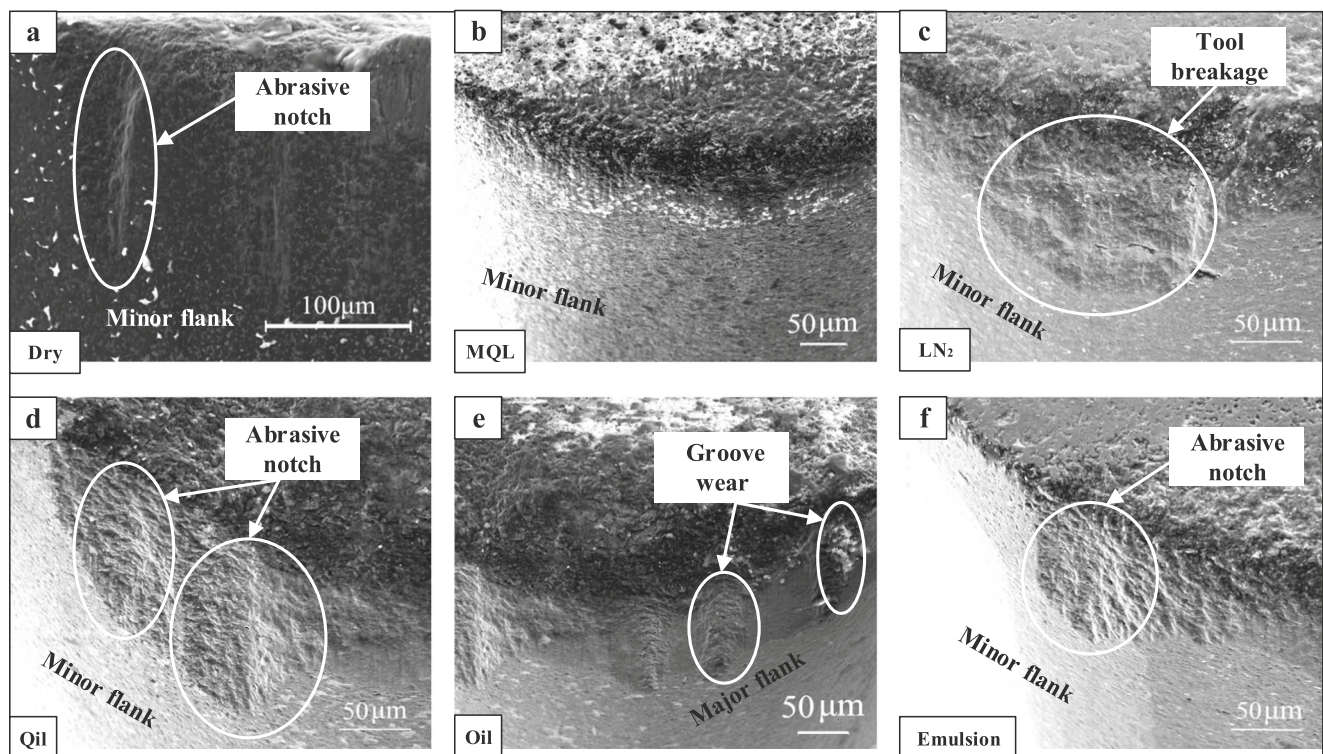 a
Abrasive
notch
100μm
Minor flank
Dry
b
Minor flank
50μm
MQL
c
Tool
breakage
Minor flank
50μm
LN₂
d
Abrasive
notch
Minor flank
50μm
Qil
e
Groove
wear
Major flank
50μm
Oil
f
Abrasive
notch
Minor flank
50μm
Emulsion